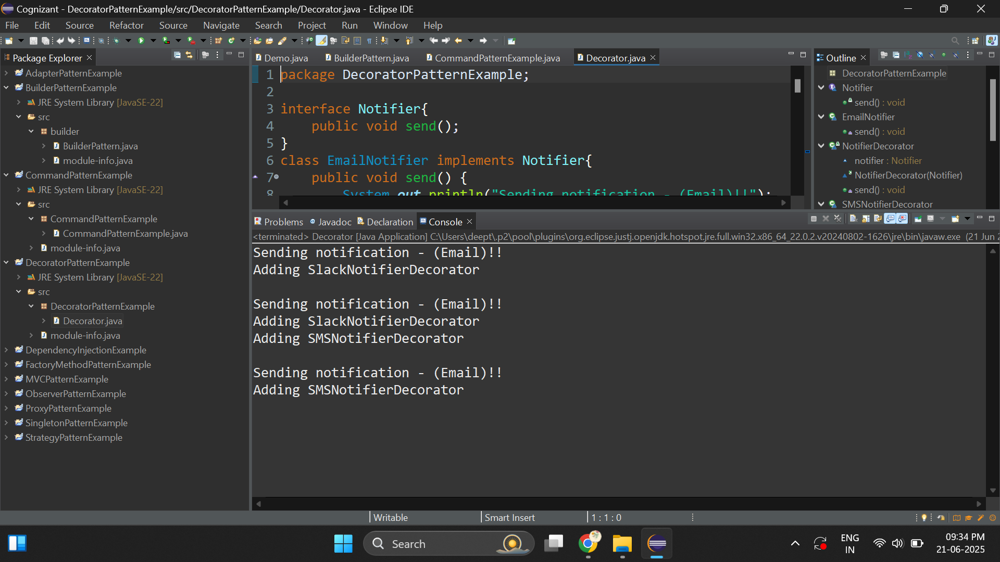 Cognizant - DecoratorPatternExample/src/DecoratorPatternExample/Decorator.java - Eclipse IDE
File Edit Source Refactor Source Navigate Search Project Run Window Help
Package Explorer
AdapterPatternExample
BuilderPatternExample
JRE System Library [JavaSE-22]
src
builder
BuilderPattern.java
module-info.java
CommandPatternExample
JRE System Library [JavaSE-22]
src
CommandPatternExample
CommandPatternExample.java
module-info.java
DecoratorPatternExample
JRE System Library [JavaSE-22]
src
DecoratorPatternExample
Decorator.java
module-info.java
DependencyInjectionExample
FactoryMethodPatternExample
MVCPatternExample
ObserverPatternExample
ProxyPatternExample
SingletonPatternExample
StrategyPatternExample
Demo.java BuilderPattern.java CommandPatternExample.java Decorator.java
1 package DecoratorPatternExample;
2
3 interface Notifier{
4 public void send();
5 }
6 class EmailNotifier implements Notifier{
7 public void send() {
8 System.out.println("Sending notification - (Email)!!");
Outline
DecoratorPatternExample
Notifier
send() : void
EmailNotifier
send() : void
NotifierDecorator
notifier : Notifier
NotifierDecorator(Notifier)
send() : void
SMSNotifierDecorator
Problems Javadoc Declaration Console
<terminated> Decorator [Java Application] C:\Users\deept\.p2\pool\plugins\org.eclipse.justj.openjdk.hotspot.jre.full.win32.x86_64_22.0.2.v20240802-1626\jre\bin\javaw.exe (21 Jun 2
Sending notification - (Email)!!
Adding SlackNotifierDecorator
Sending notification - (Email)!!
Adding SlackNotifierDecorator
Adding SMSNotifierDecorator
Sending notification - (Email)!!
Adding SMSNotifierDecorator
Writable Smart Insert 1 : 1 : 0
Search
ENG
IN
09:34 PM
21-06-2025